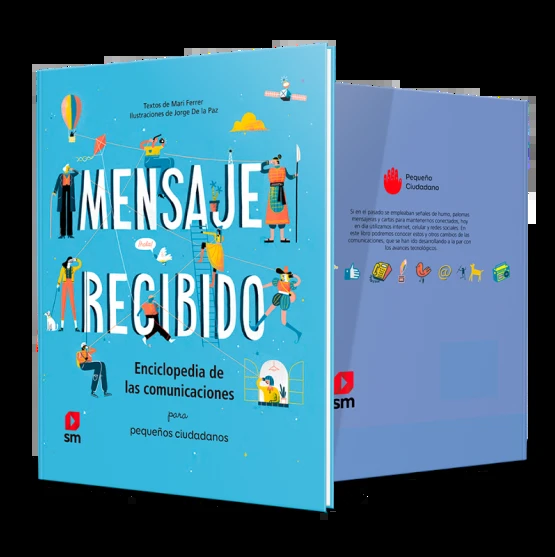 Textos de Mari Ferrer
Ilustraciones de Jorge De la Paz
MENSAJE
¡hola!
RECIBIDO
Enciclopedia de
las comunicaciones
para
pequeños ciudadanos
sm
Pequeño
Ciudadano
Si en el pasado se empleaban señales de humo, palomas
mensajeras y cartas para mantenernos conectados, hoy
en día utilizamos internet, celular y redes sociales. En
este libro podremos conocer estos y otros cambios de las
comunicaciones, que se han ido desarrollando a la par con
los avances tecnológicos.
@
sm